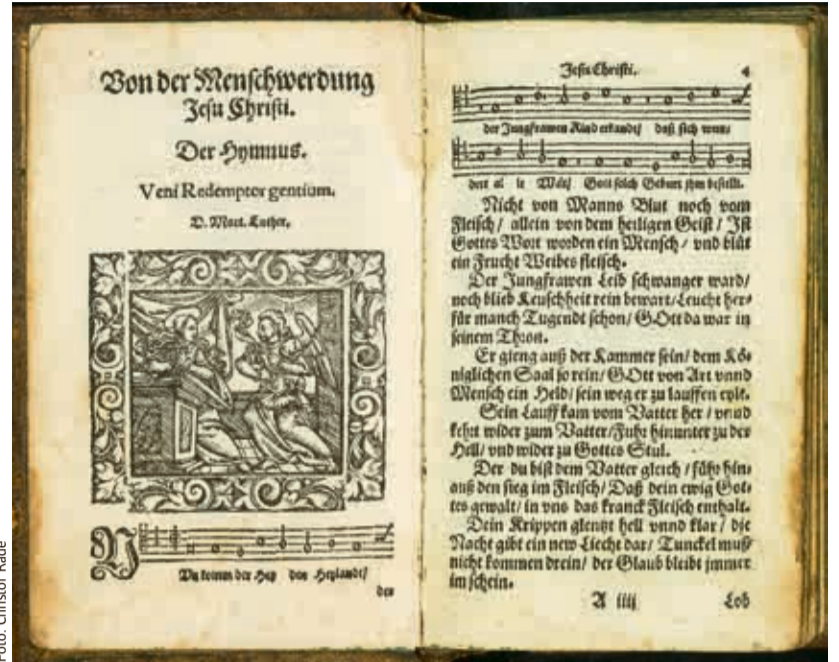 Foto: Christof Rade
Von der Menschwerdung
Jesu Christi.
Der Hymnus.
Veni Redemptor gentium.
D. Mart. Luther.
NU komm der Hey den Heylandt/
der
Jesu Christi. 4
der Jungfrawen Kind erkandt/ daß sich wun-
dert al le Welt/ Gott solch Geburt jhm bestellt.
Nicht von Manns Blut noch vom
Fleisch / allein von dem heiligen Geist / Ist
Gottes Wort worden ein Mensch / vnd blüt
ein Frucht Weibes fleisch.
Der Jungfrawen Leib schwanger ward/
noch blieb Keuschheit rein bewart/Leucht her-
für manch Tugendt schon/ GOtt da war in
seinem Thron.
Er gieng auß der Kammer sein/ dem Kö-
niglichen Saal so rein/ GOtt von Art vnnd
Mensch ein Held/ sein weg er zu lauffen eylt.
Sein Lauff kam vom Vatter her / vnnd
kehrt wider zum Vatter/Fuhr hinunter zu der
Hell/ vnd wider zu Gottes Stul.
Der du bist dem Vatter gleich / führ hin-
auß den sieg im Fleisch/ Daß dein ewig Got-
tes gewalt/ in vns das kranck Fleisch enthalt.
Dein Krippen glentzt hell vnnd klar / die
Nacht gibt ein new Liecht dar/ Tunckel muß
nicht kommen drein/ der Glaub bleibt jmmer
im schein.
A iiij Lob